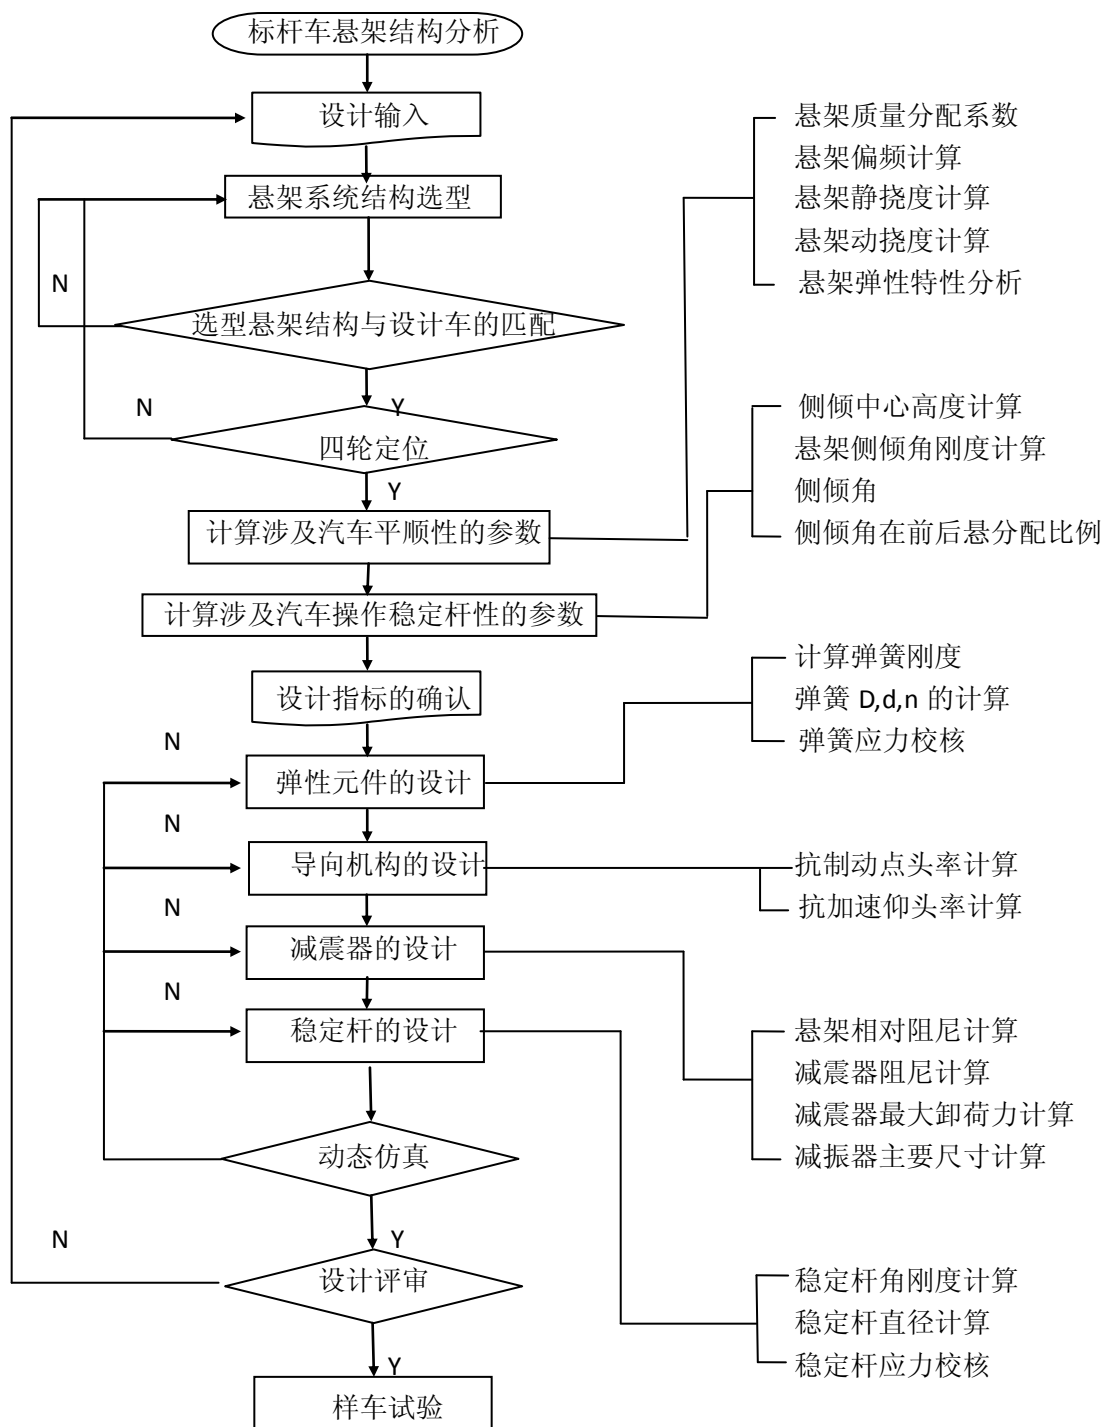 标杆车悬架结构分析
设计输入
悬架系统结构选型
N
选型悬架结构与设计车的匹配
N
Y
四轮定位
Y
计算涉及汽车平顺性的参数
计算涉及汽车操作稳定杆性的参数
设计指标的确认
N
弹性元件的设计
N
导向机构的设计
N
减震器的设计
N
稳定杆的设计
动态仿真
N
Y
设计评审
Y
样车试验
悬架质量分配系数
悬架偏频计算
悬架静挠度计算
悬架动挠度计算
悬架弹性特性分析
侧倾中心高度计算
悬架侧倾角刚度计算
侧倾角
侧倾角在前后悬分配比例
计算弹簧刚度
弹簧 D,d,n 的计算
弹簧应力校核
抗制动点头率计算
抗加速仰头率计算
悬架相对阻尼计算
减震器阻尼计算
减震器最大卸荷力计算
减振器主要尺寸计算
稳定杆角刚度计算
稳定杆直径计算
稳定杆应力校核